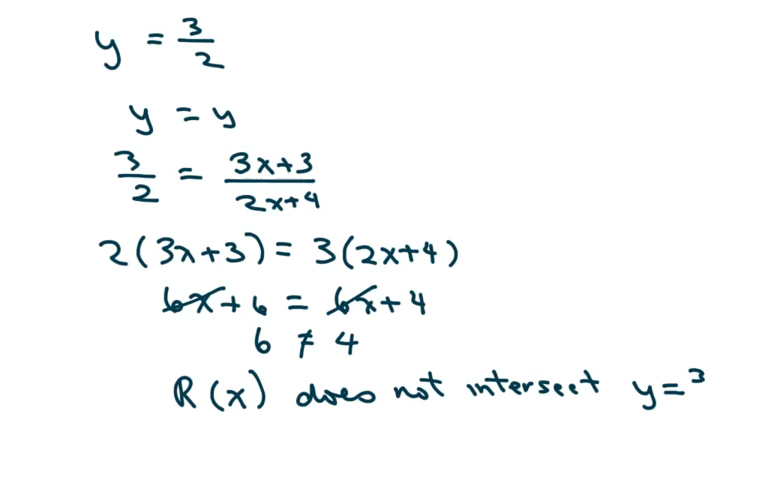 y = 3/2
y = y
3/2 = (3x+3)/(2x+4)
2(3x+3) = 3(2x+4)
6x+6 = 6x+4
6 ≠ 4
R(x) does not intersect y=3